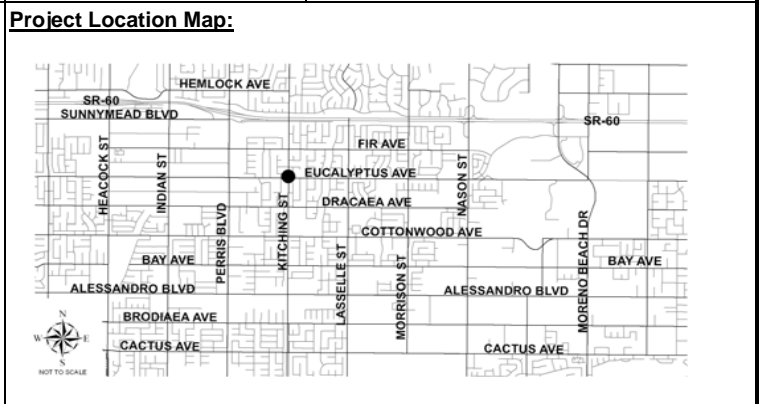 Project Location Map:
HEMLOCK AVE
SR-60
SUNNYMEAD BLVD
SR-60
FIR AVE
EUCALYPTUS AVE
DRACAEA AVE
COTTONWOOD AVE
HEACOCK ST
INDIAN ST
PERRIS BLVD
KITCHING ST
LASSELLE ST
MORRISON ST
NASON ST
MORENO BEACH DR
BAY AVE
BAY AVE
ALESSANDRO BLVD
ALESSANDRO BLVD
BRODIAEA AVE
CACTUS AVE
CACTUS AVE
N
W
E
S
NOT TO SCALE